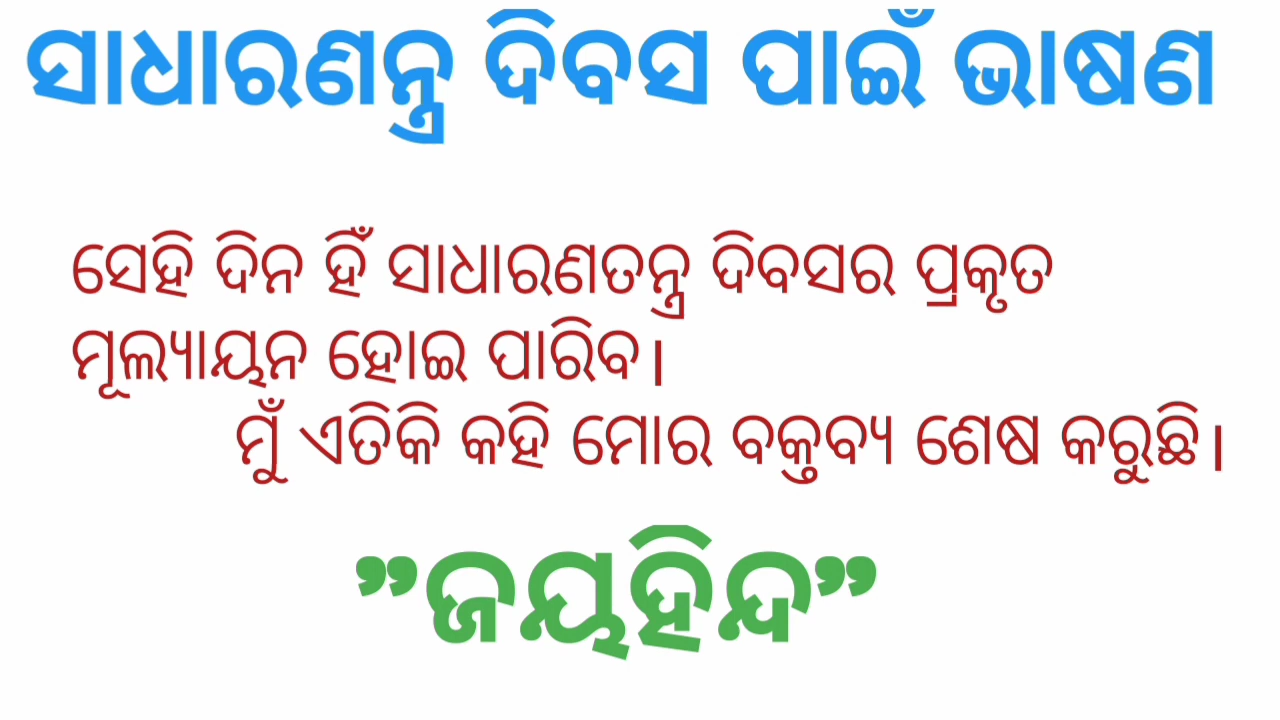 ସାଧାରଣନ୍ତ୍ର ଦିବସ ପାଇଁ ଭାଷଣ
ସେହି ଦିନ ହିଁ ସାଧାରଣତନ୍ତ୍ର ଦିବସର ପ୍ରକୃତ
ମୂଲ୍ୟାୟନ ହୋଇ ପାରିବ।
ମୁଁ ଏତିକି କହି ମୋର ବକ୍ତବ୍ୟ ଶେଷ କରୁଛି।
”ଜୟହିନ୍ଦ”